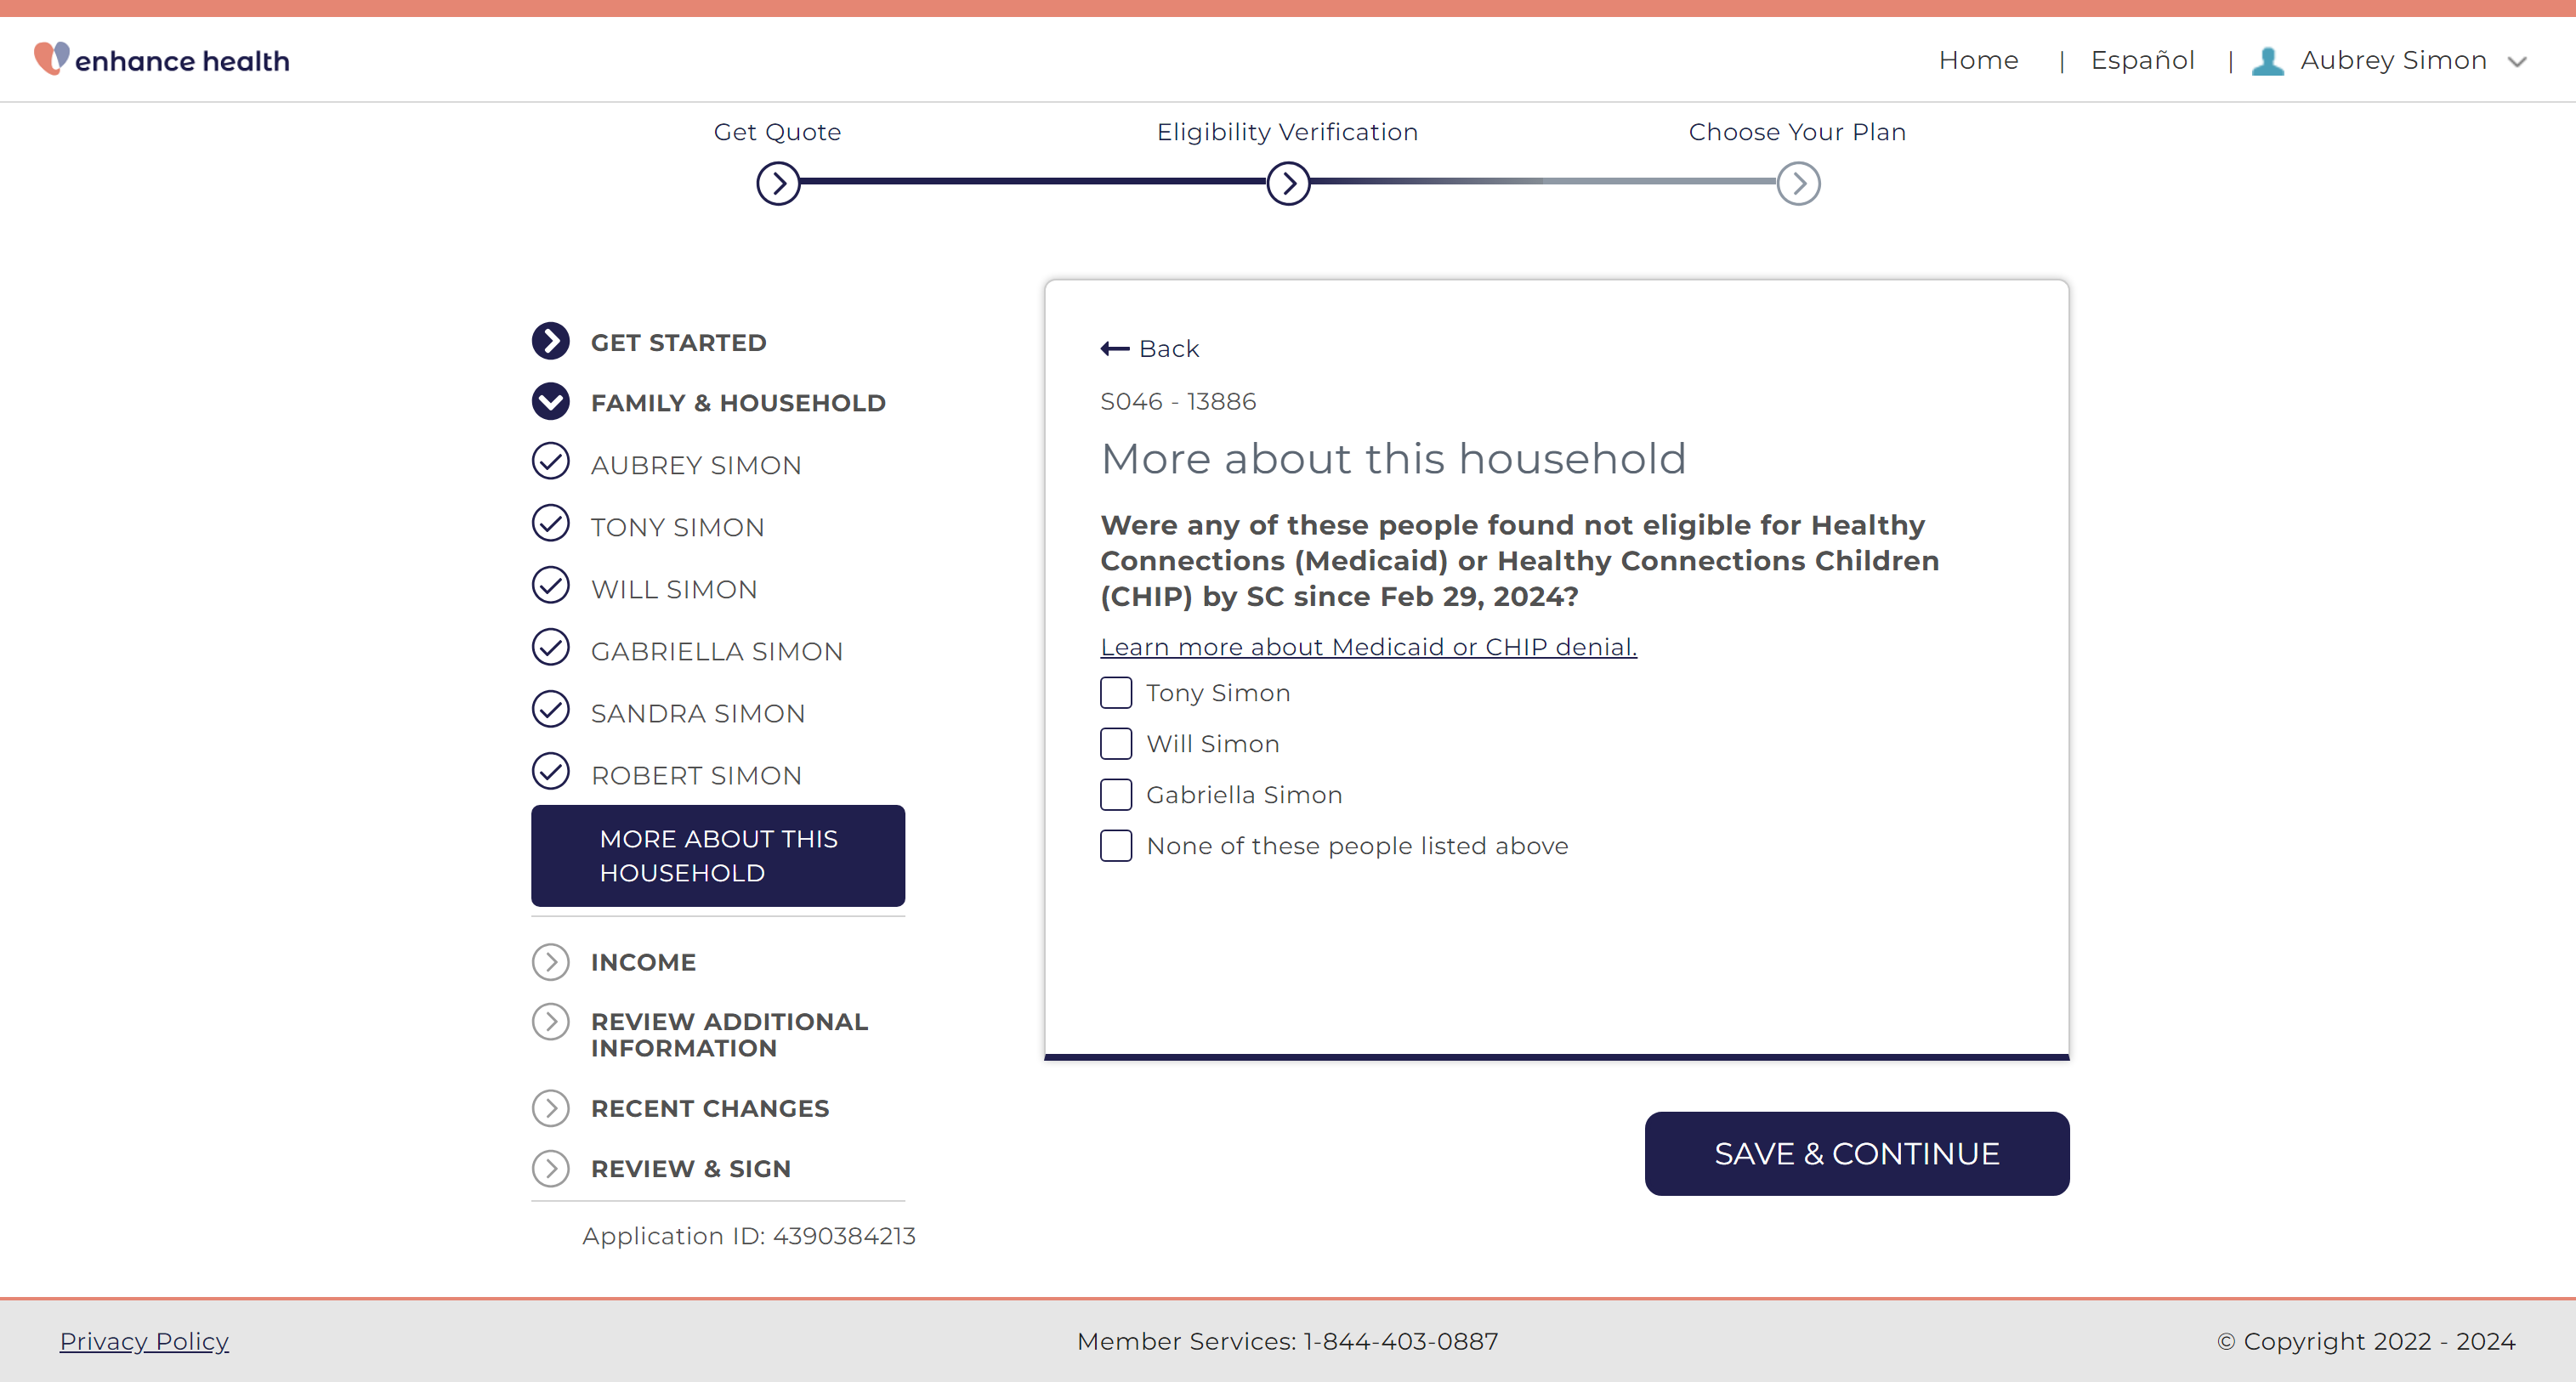 enhance health
Home | Español | Aubrey Simon
Get Quote
Eligibility Verification
Choose Your Plan
GET STARTED
FAMILY & HOUSEHOLD
AUBREY SIMON
TONY SIMON
WILL SIMON
GABRIELLA SIMON
SANDRA SIMON
ROBERT SIMON
MORE ABOUT THIS
HOUSEHOLD
INCOME
REVIEW ADDITIONAL
INFORMATION
RECENT CHANGES
REVIEW & SIGN
Application ID: 4390384213
Back
S046 - 13886
More about this household
Were any of these people found not eligible for Healthy
Connections (Medicaid) or Healthy Connections Children
(CHIP) by SC since Feb 29, 2024?
Learn more about Medicaid or CHIP denial.
Tony Simon
Will Simon
Gabriella Simon
None of these people listed above
SAVE & CONTINUE
Privacy Policy
Member Services: 1-844-403-0887
© Copyright 2022 - 2024